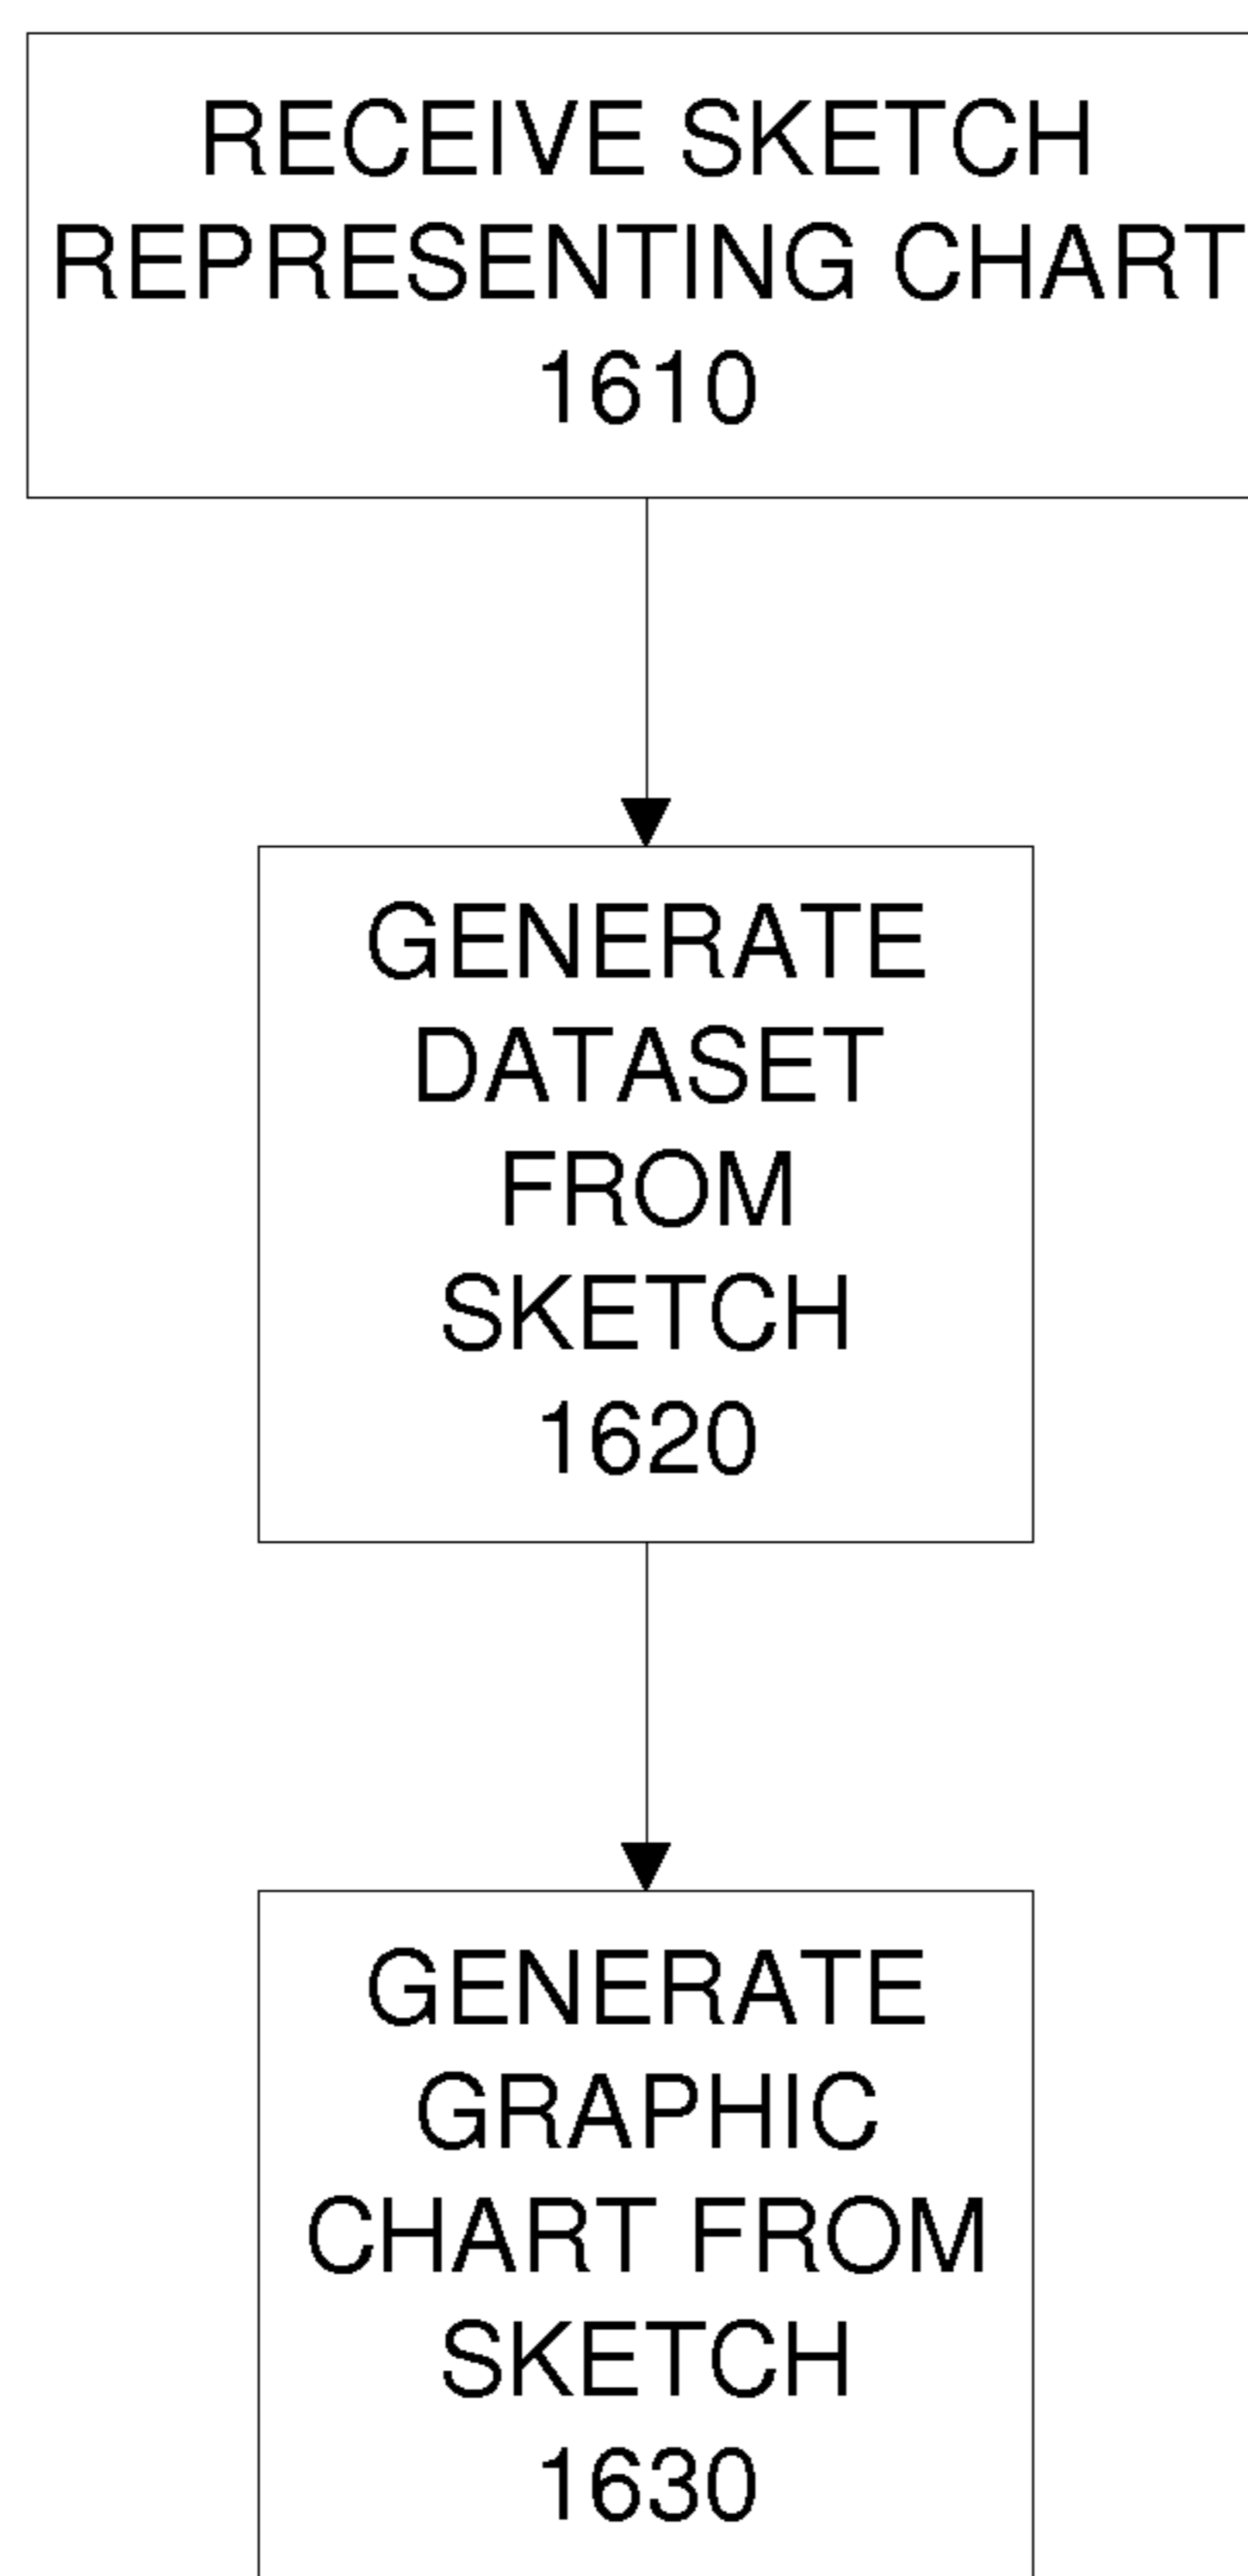 RECEIVE SKETCH
REPRESENTING CHART
1610
GENERATE
DATASET
FROM
SKETCH
1620
GENERATE
GRAPHIC
CHART FROM
SKETCH
1630